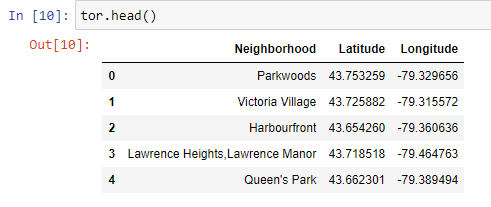 In [10]: tor.head()
Out[10]:
Neighborhood Latitude Longitude
0 Parkwoods 43.753259 -79.329656
1 Victoria Village 43.725882 -79.315572
2 Harbourfront 43.654260 -79.360636
3 Lawrence Heights,Lawrence Manor 43.718518 -79.464763
4 Queen's Park 43.662301 -79.389494